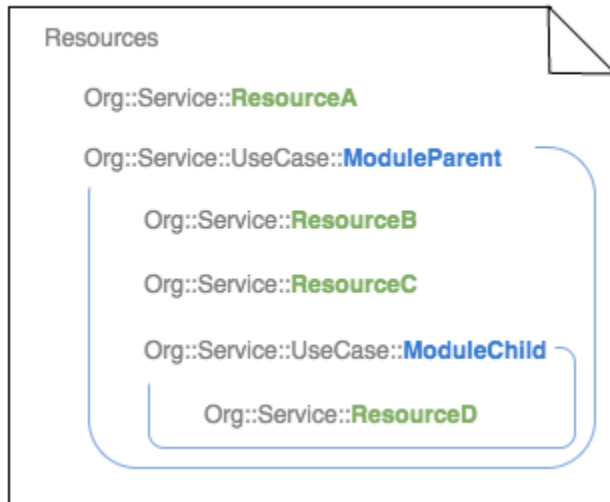 Resources
Org::Service::ResourceA
Org::Service::UseCase::ModuleParent
Org::Service::ResourceB
Org::Service::ResourceC
Org::Service::UseCase::ModuleChild
Org::Service::ResourceD